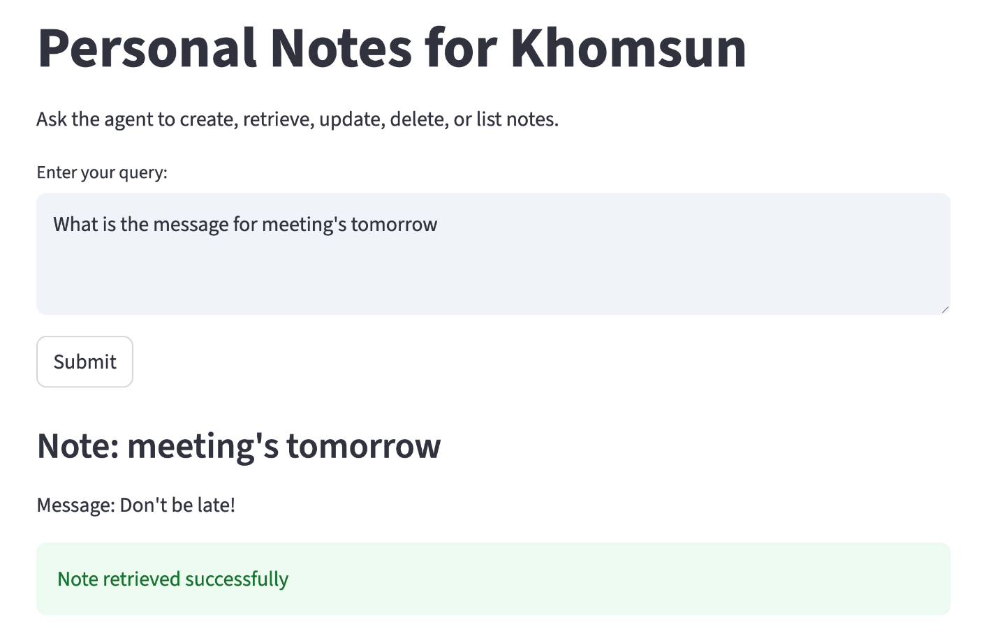 Personal Notes for Khomsun
Ask the agent to create, retrieve, update, delete, or list notes.
Enter your query:
What is the message for meeting's tomorrow
Submit
Note: meeting's tomorrow
Message: Don't be late!
Note retrieved successfully